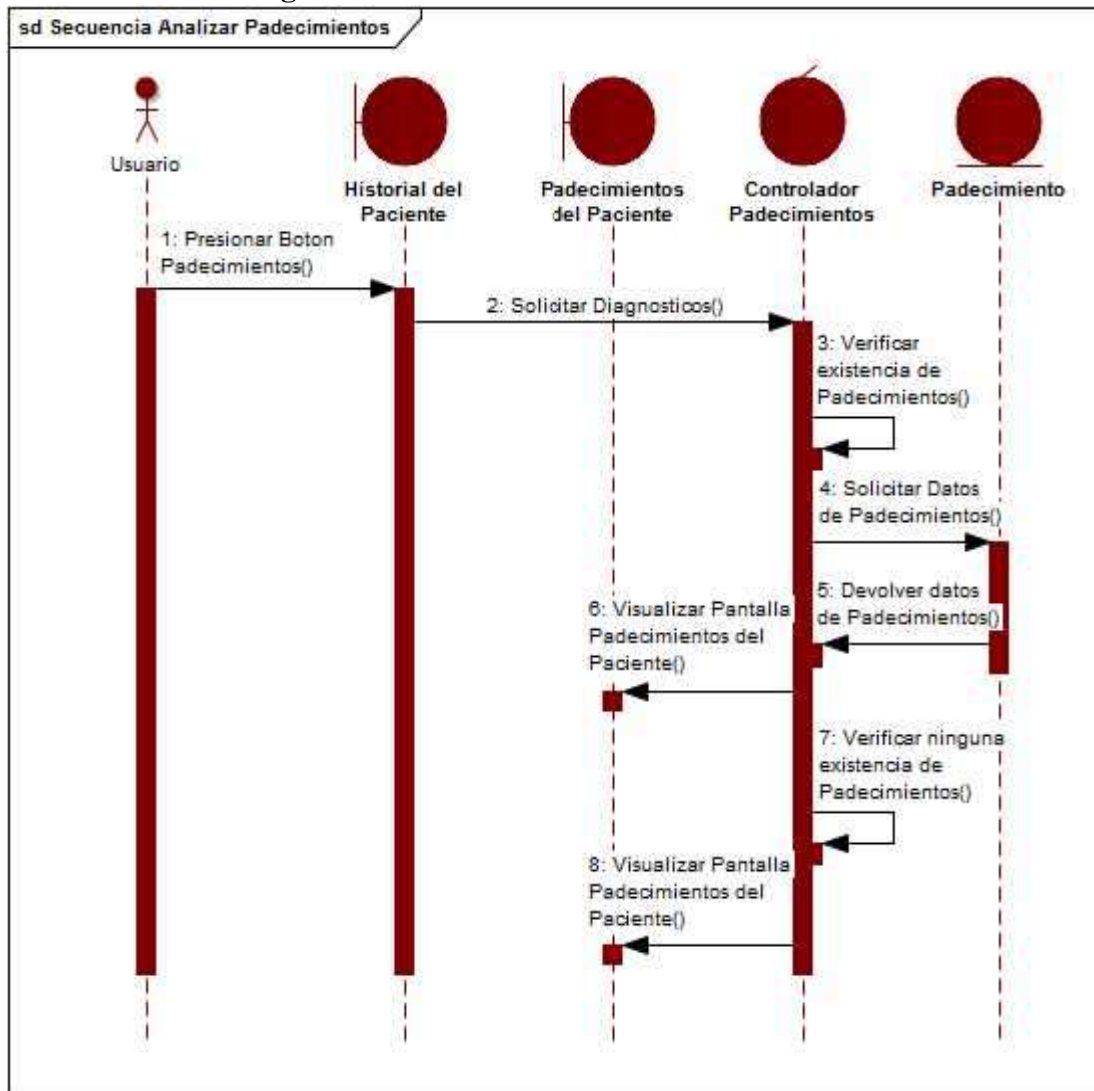 sd Secuencia Analizar Padecimientos
Usuario
Historial del
Paciente
Padecimientos
del Paciente
Controlador
Padecimientos
Padecimiento
1: Presionar Boton
Padecimientos()
2: Solicitar Diagnosticos()
3: Verificar
existencia de
Padecimientos()
4: Solicitar Datos
de Padecimientos()
5: Devolver datos
de Padecimientos()
6: Visualizar Pantalla
Padecimientos del
Paciente()
7: Verificar ninguna
existencia de
Padecimientos()
8: Visualizar Pantalla
Padecimientos del
Paciente()